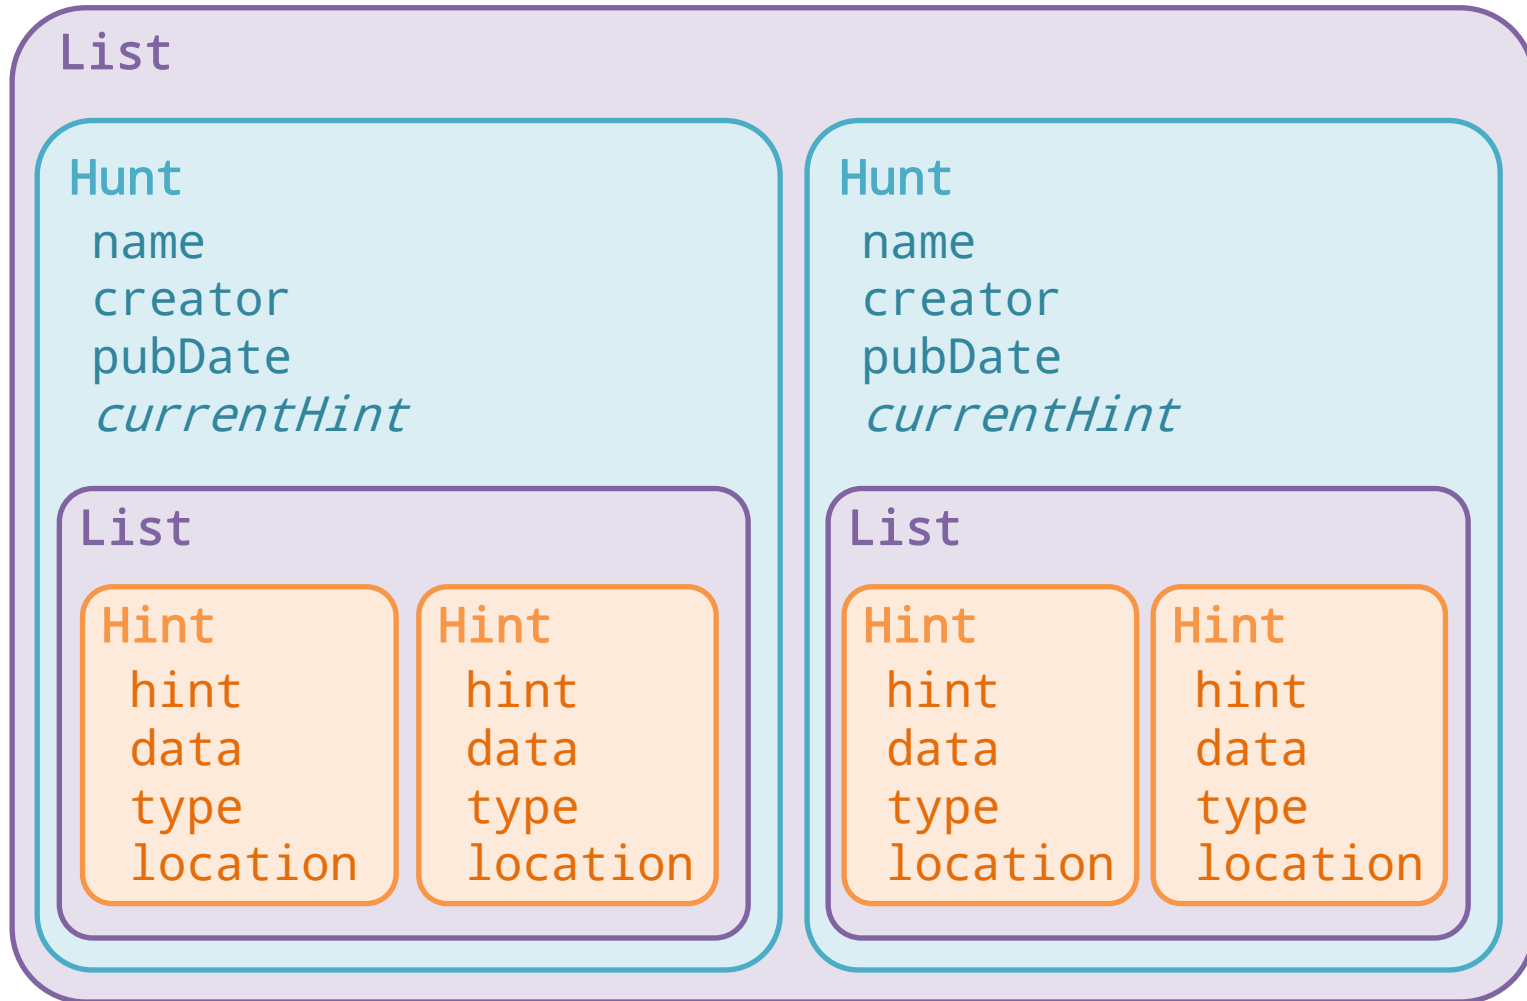 List
Hunt
name
creator
pubDate
currentHint
List
Hint
hint
data
type
location
Hint
hint
data
type
location
Hunt
name
creator
pubDate
currentHint
List
Hint
hint
data
type
location
Hint
hint
data
type
location